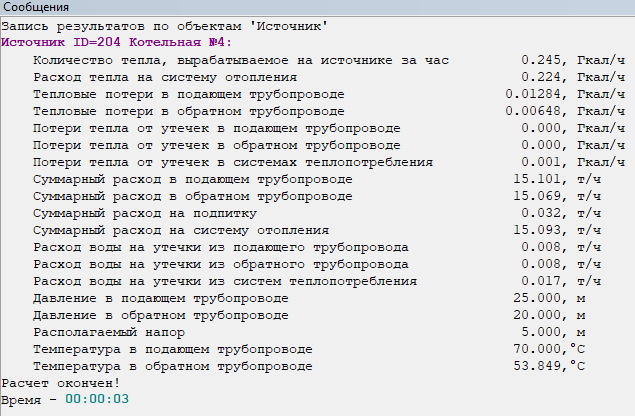 Сообщения
Запись результатов по объектам 'Источник'
Источник ID=204 Котельная №4:
Количество тепла, вырабатываемое на источнике за час 0.245, Гкал/ч
Расход тепла на систему отопления 0.224, Гкал/ч
Тепловые потери в подающем трубопроводе 0.01284, Гкал/ч
Тепловые потери в обратном трубопроводе 0.00648, Гкал/ч
Потери тепла от утечек в подающем трубопроводе 0.000, Гкал/ч
Потери тепла от утечек в обратном трубопроводе 0.000, Гкал/ч
Потери тепла от утечек в системах теплопотребления 0.001, Гкал/ч
Суммарный расход в подающем трубопроводе 15.101, т/ч
Суммарный расход в обратном трубопроводе 15.069, т/ч
Суммарный расход на подпитку 0.032, т/ч
Суммарный расход на систему отопления 15.093, т/ч
Расход воды на утечки из подающего трубопровода 0.008, т/ч
Расход воды на утечки из обратного трубопровода 0.008, т/ч
Расход воды на утечки из систем теплопотребления 0.017, т/ч
Давление в подающем трубопроводе 25.000, м
Давление в обратном трубопроводе 20.000, м
Располагаемый напор 5.000, м
Температура в подающем трубопроводе 70.000,°C
Температура в обратном трубопроводе 53.849,°C
Расчет окончен!
Время - 00:00:03